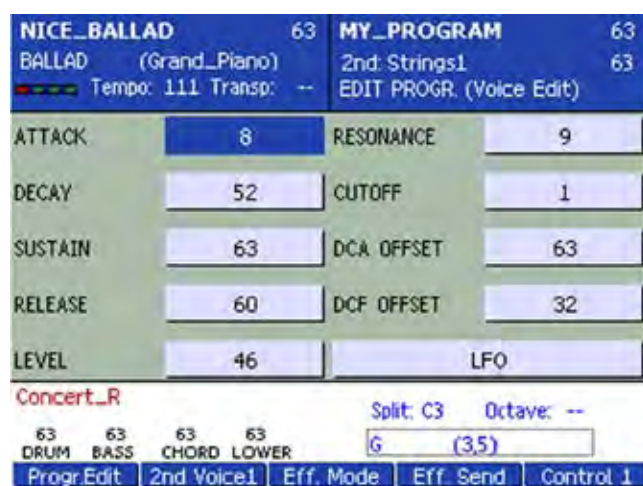 NICE_BALLAD 63 MY_PROGRAM 63
BALLAD (Grand_Piano) 2nd: Strings1 63
Tempo: 111 Transp: -- EDIT PROGR. (Voice Edit)
ATTACK 8 RESONANCE 9
DECAY 52 CUTOFF 1
SUSTAIN 63 DCA OFFSET 63
RELEASE 60 DCF OFFSET 32
LEVEL 46 LFO
Concert_R Split: C3 Octave: --
63 63 63 63
DRUM BASS CHORD LOWER G (3,5)
Progr.Edit 2nd Voice1 Eff. Mode Eff. Send Control 1